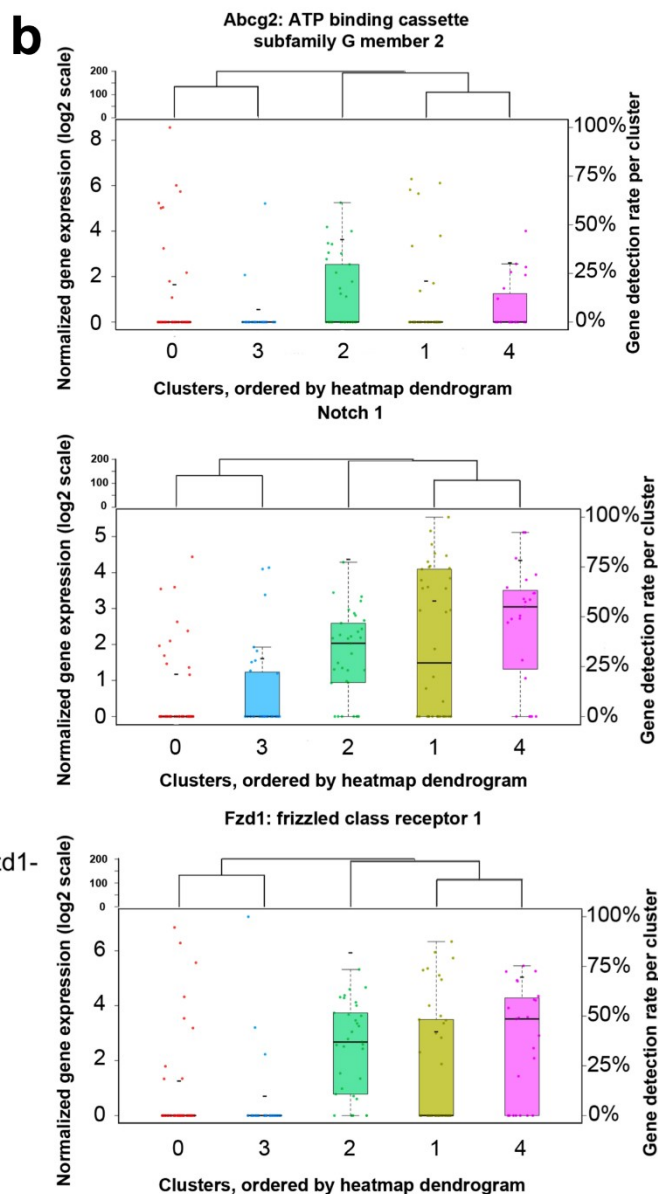 b
Abcg2: ATP binding cassette
subfamily G member 2
Normalized gene expression (log2 scale)
200
100
0
8
6
4
2
0
100%
75%
50%
25%
0%
Gene detection rate per cluster
0 3 2 1 4
Clusters, ordered by heatmap dendrogram
Notch 1
Normalized gene expression (log2 scale)
200
100
0
5
4
3
2
1
0
100%
75%
50%
25%
0%
Gene detection rate per cluster
0 3 2 1 4
Clusters, ordered by heatmap dendrogram
Fzd1: frizzled class receptor 1
zd1-
Normalized gene expression (log2 scale)
200
100
0
6
4
2
0
100%
75%
50%
25%
0%
Gene detection rate per cluster
0 3 2 1 4
Clusters, ordered by heatmap dendrogram